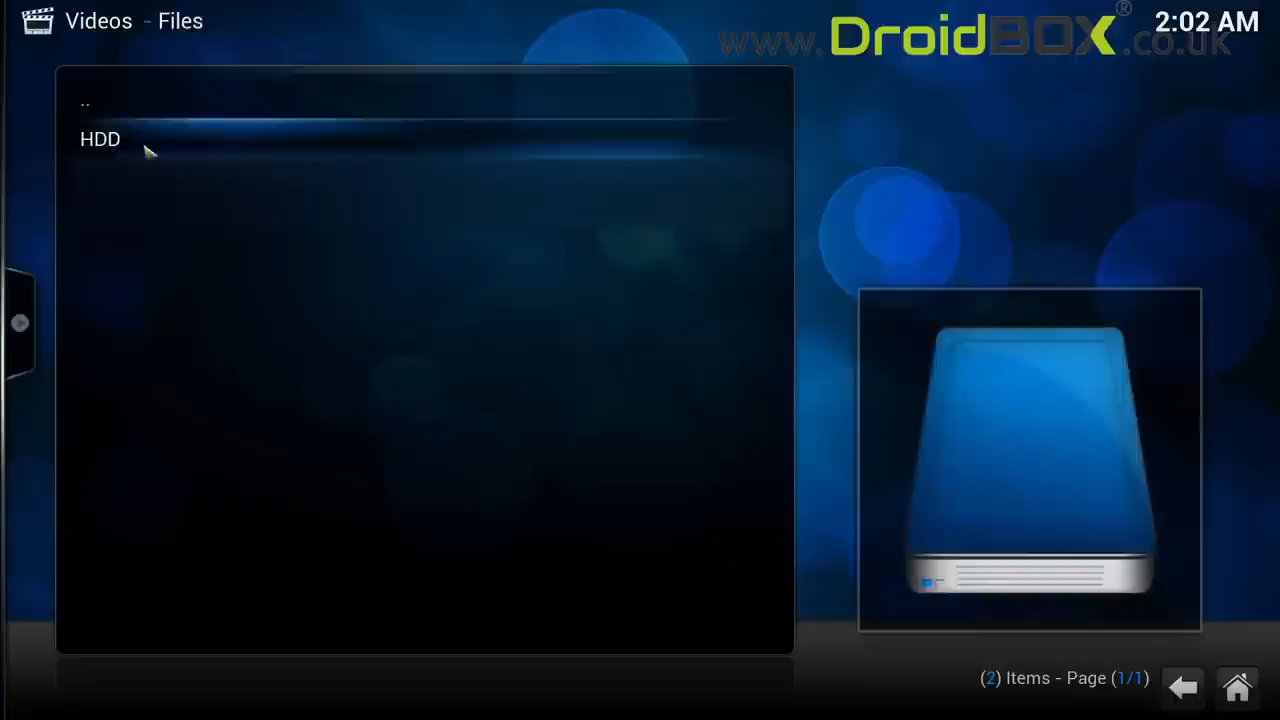 Videos - Files
www.DroidBOX®.co.uk
2:02 AM
..
HDD
(2) Items - Page (1/1)